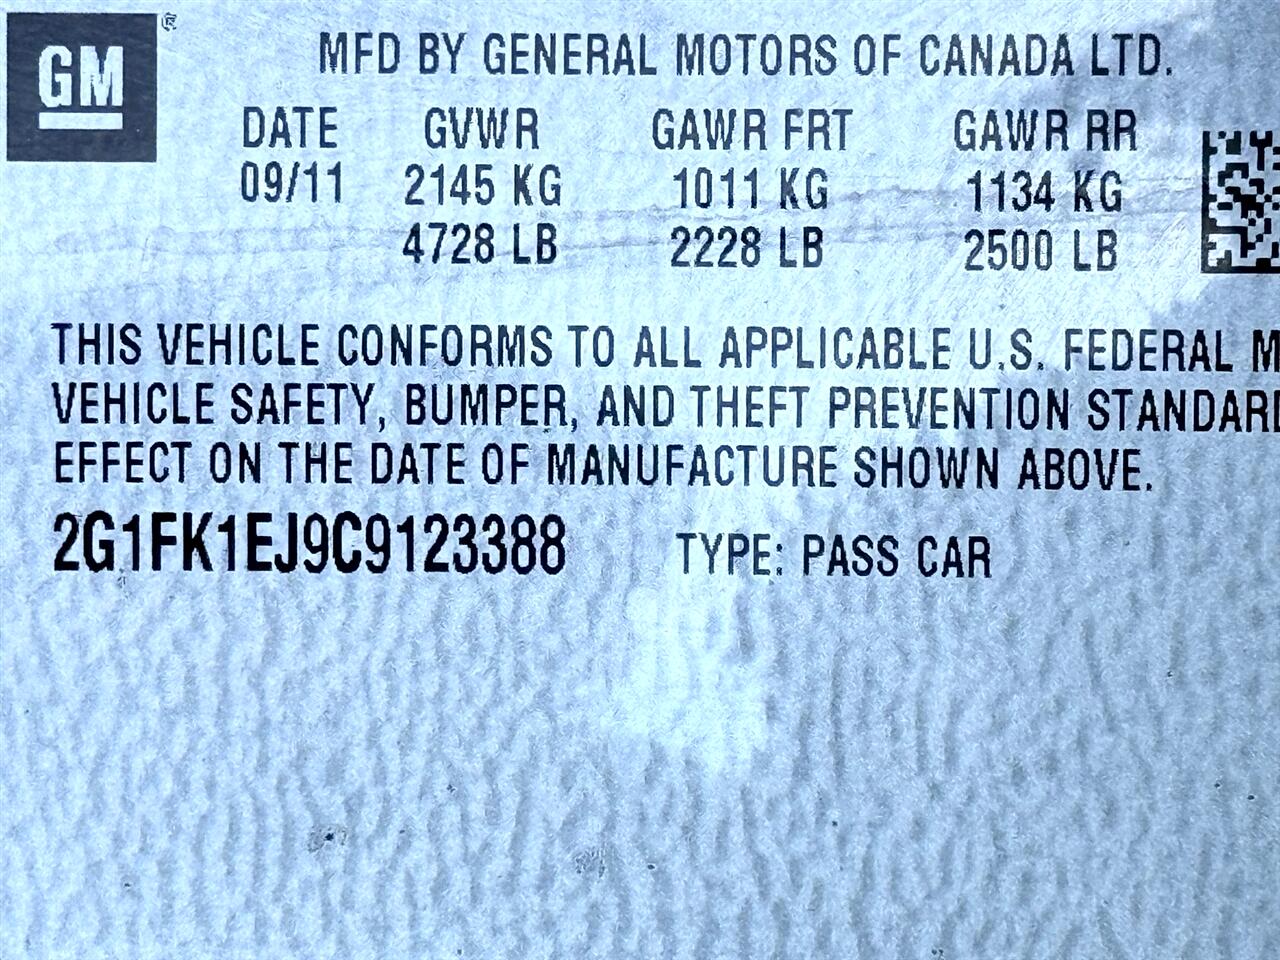 GM
MFD BY GENERAL MOTORS OF CANADA LTD.
DATE GVWR GAWR FRT GAWR RR
09/11 2145 KG 1011 KG 1134 KG
4728 LB 2228 LB 2500 LB
THIS VEHICLE CONFORMS TO ALL APPLICABLE U.S. FEDERAL M
VEHICLE SAFETY, BUMPER, AND THEFT PREVENTION STANDARD
EFFECT ON THE DATE OF MANUFACTURE SHOWN ABOVE.
2G1FK1EJ9C9123388 TYPE: PASS CAR